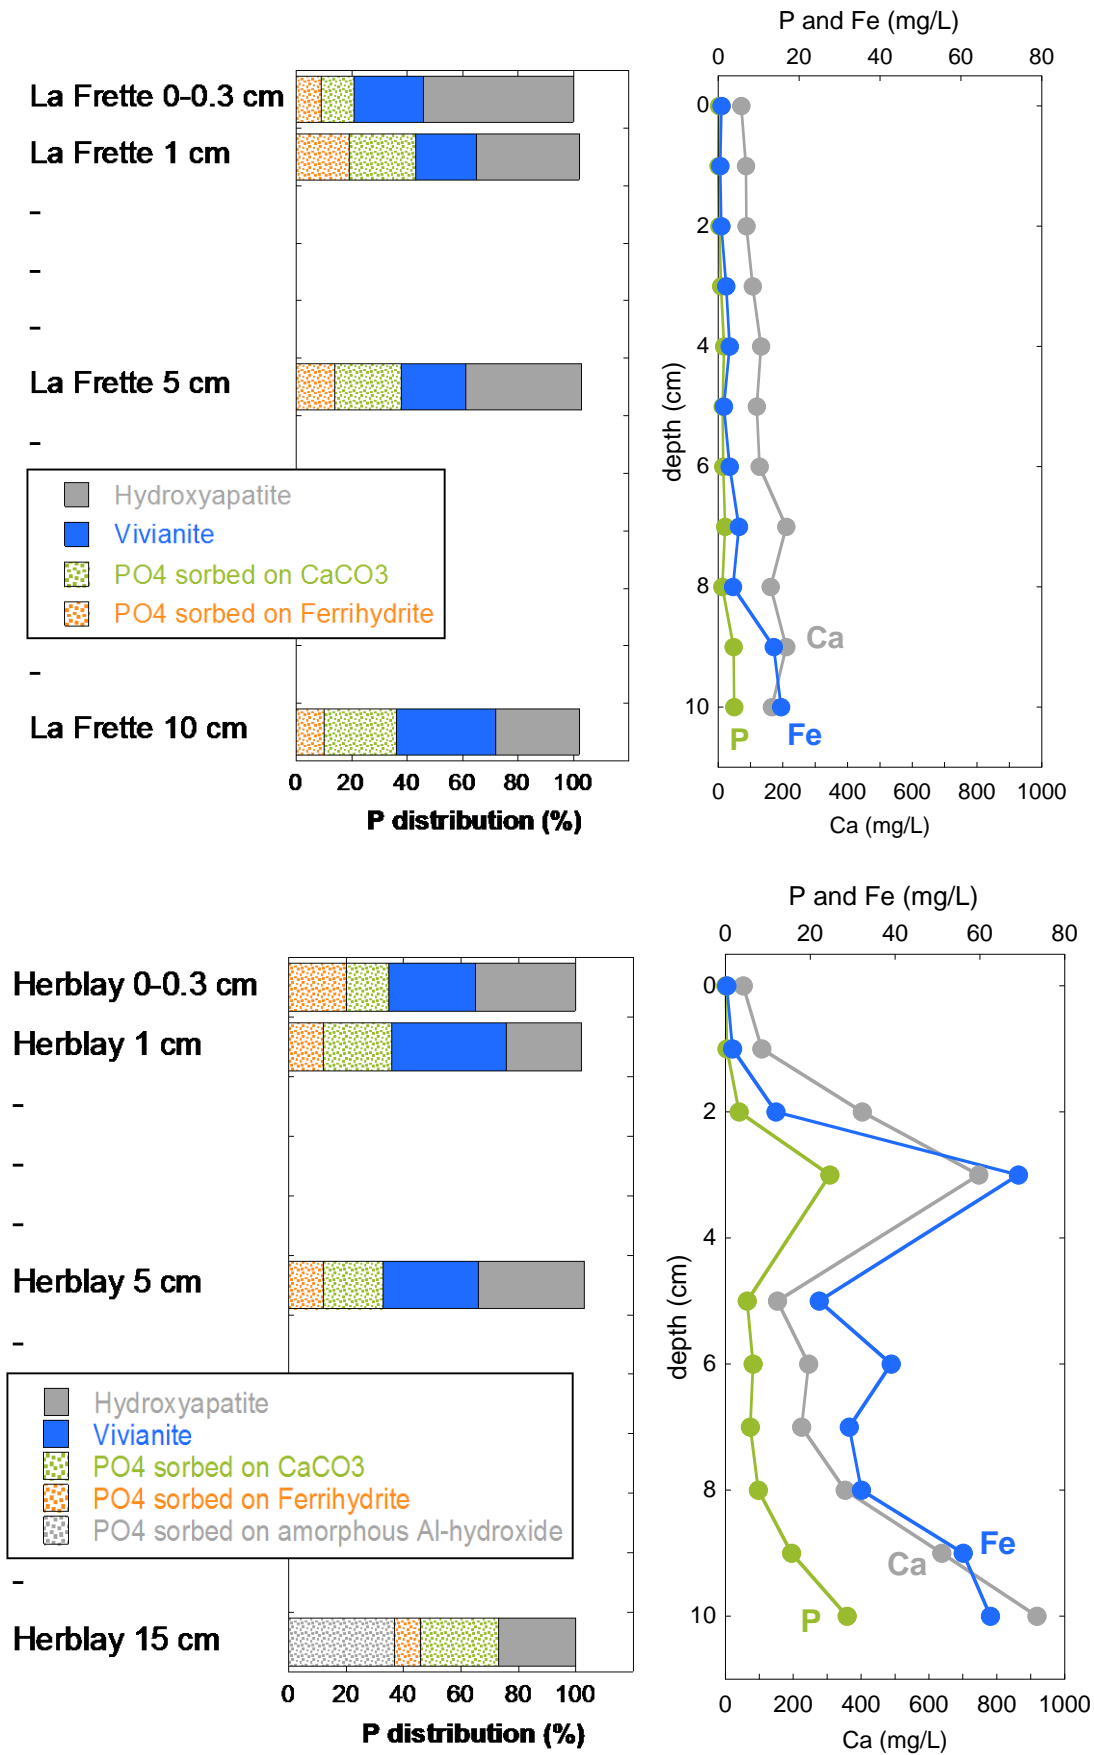 P and Fe (mg/L)
0 20 40 60 80
La Frette 0-0.3 cm
La Frette 1 cm
-
-
-
La Frette 5 cm
-
Hydroxyapatite
Vivianite
PO4 sorbed on CaCO3
PO4 sorbed on Ferrihydrite
-
La Frette 10 cm
0 20 40 60 80 100
P distribution (%)
0
2
4
6
8
10
depth (cm)
Ca
P
Fe
0 200 400 600 800 1000
Ca (mg/L)
P and Fe (mg/L)
0 20 40 60 80
Herblay 0-0.3 cm
Herblay 1 cm
-
-
-
Herblay 5 cm
-
Hydroxyapatite
Vivianite
PO4 sorbed on CaCO3
PO4 sorbed on Ferrihydrite
PO4 sorbed on amorphous Al-hydroxide
-
Herblay 15 cm
0 20 40 60 80 100
P distribution (%)
0
2
4
6
8
10
depth (cm)
Fe
Ca
P
0 200 400 600 800 1000
Ca (mg/L)